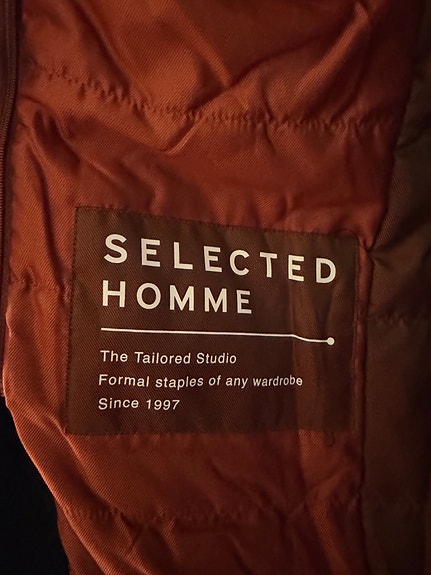 SELECTED
HOMME
The Tailored Studio
Formal staples of any wardrobe
Since 1997